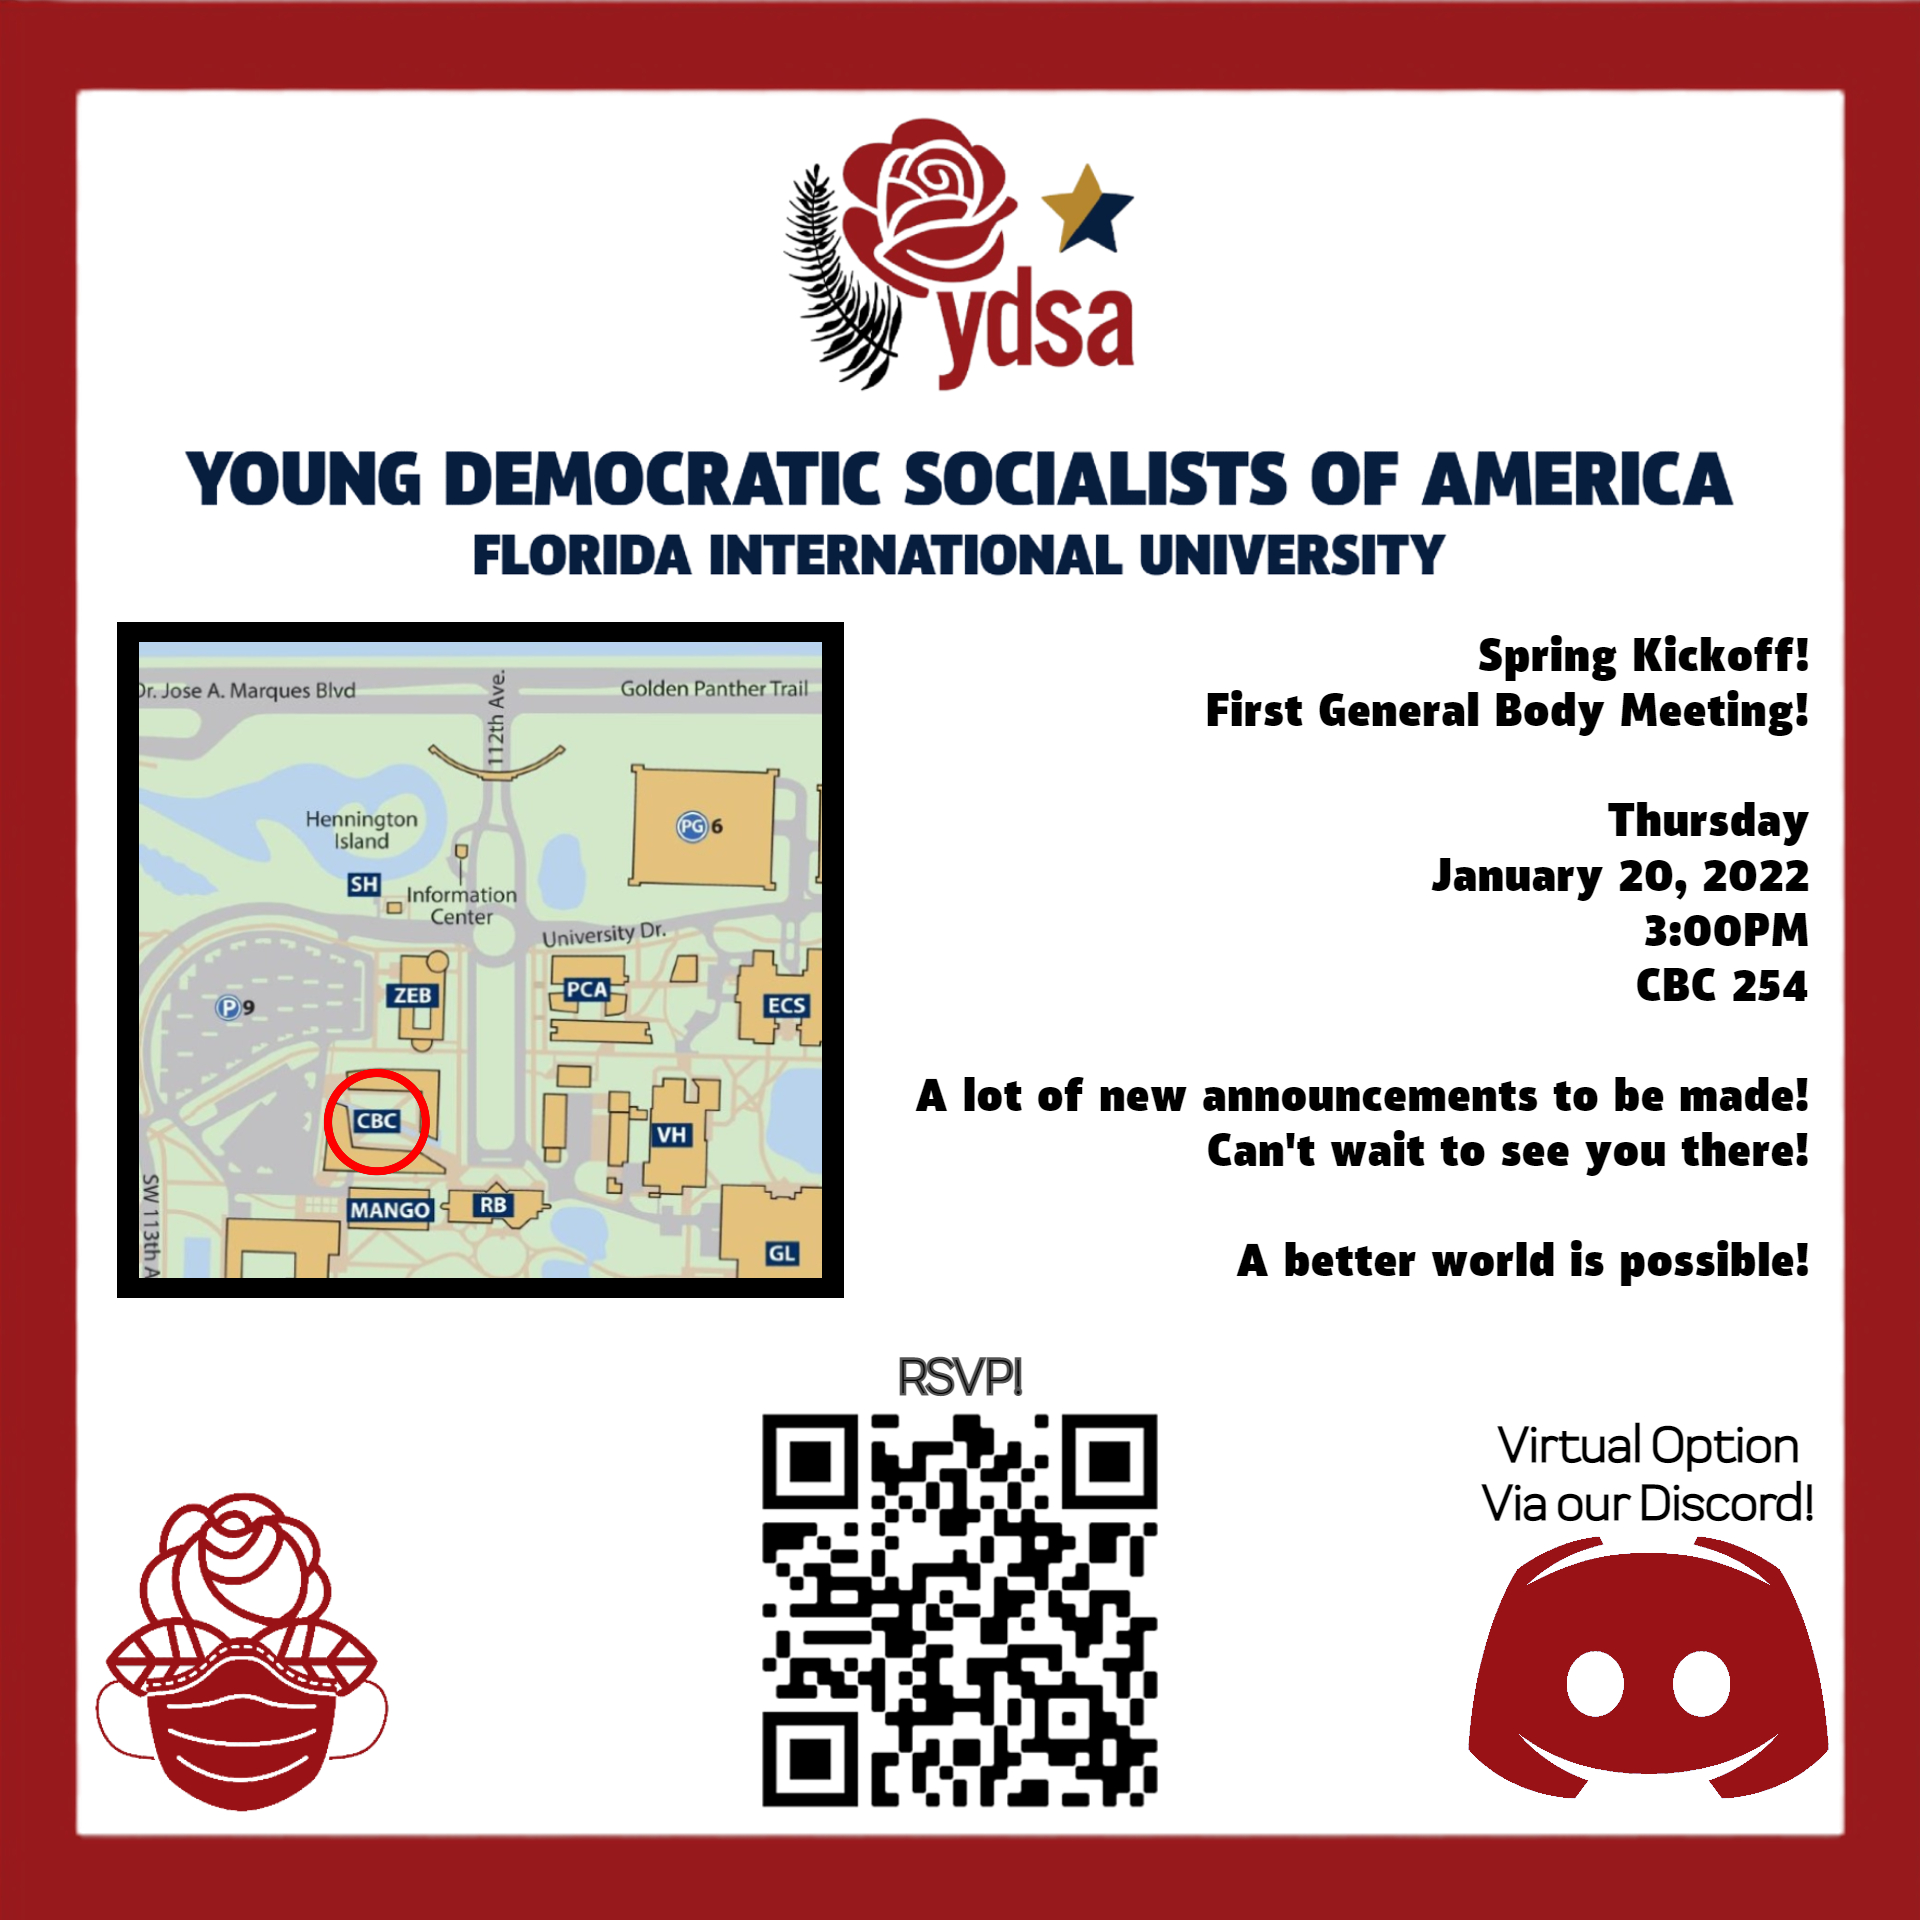 ydsa
YOUNG DEMOCRATIC SOCIALISTS OF AMERICA
FLORIDA INTERNATIONAL UNIVERSITY
Dr. Jose A. Marques Blvd
112th Ave.
Golden Panther Trail
Hennington
Island
PG 6
SH
Information
Center
University Dr.
P 9
ZEB
PCA
ECS
CBC
VH
SW 113th A
MANGO
RB
GL
Spring Kickoff!
First General Body Meeting!
Thursday
January 20, 2022
3:00PM
CBC 254
A lot of new announcements to be made!
Can't wait to see you there!
A better world is possible!
RSVP!
Virtual Option
Via our Discord!